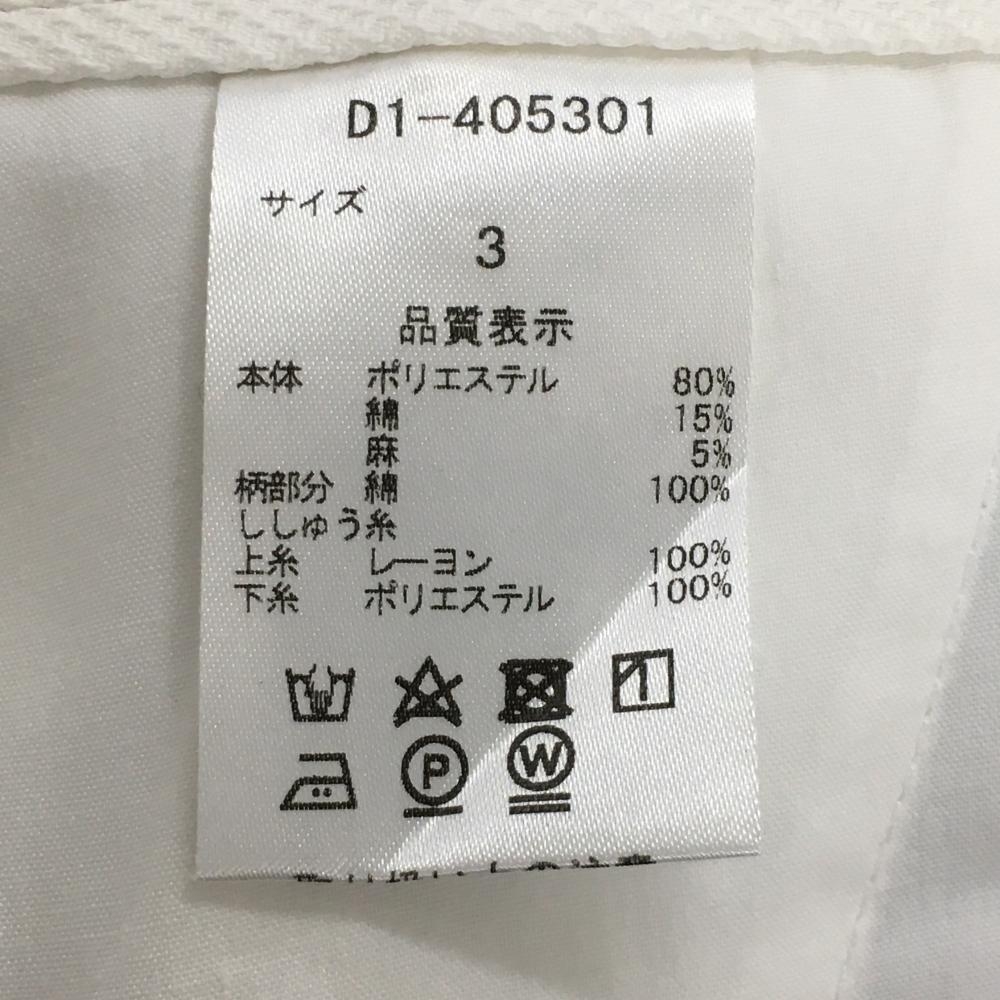 D1-405301
サイズ
3
品質表示
本体 ポリエステル 80%
綿 15%
麻 5%
柄部分 綿 100%
ししゅう糸
上糸 レーヨン 100%
下糸 ポリエステル 100%
P
W